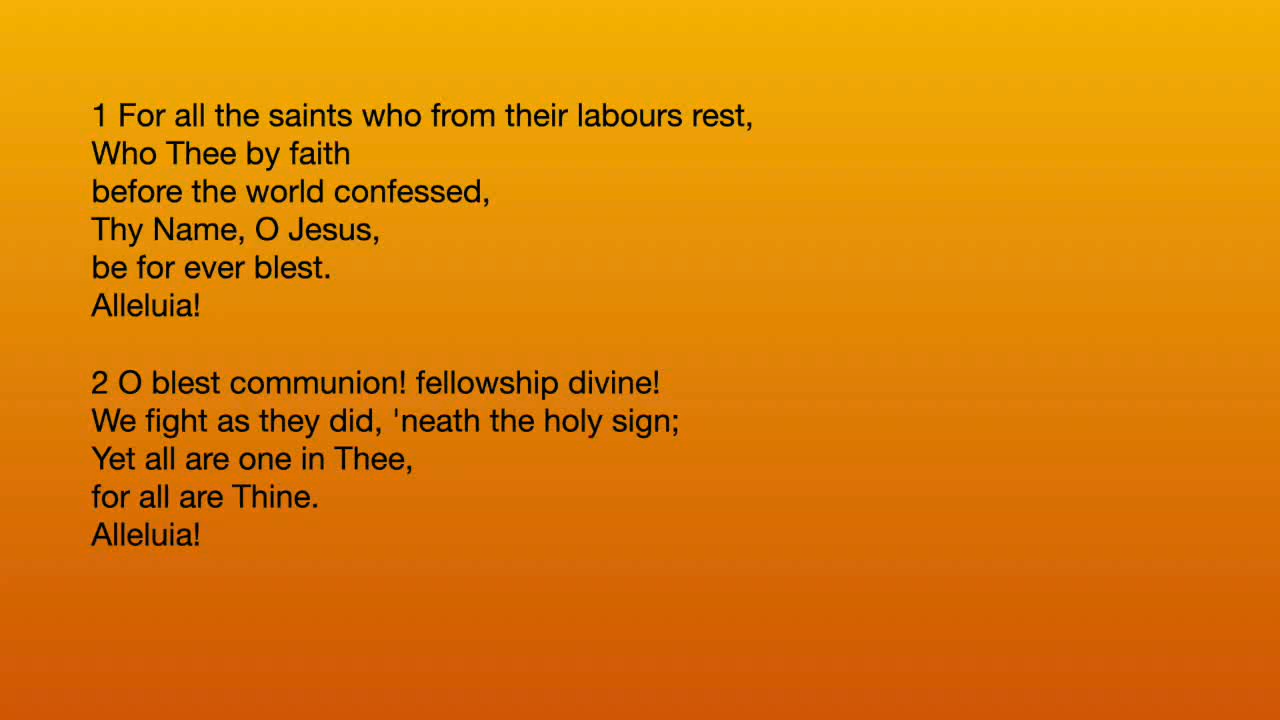 1 For all the saints who from their labours rest,
Who Thee by faith
before the world confessed,
Thy Name, O Jesus,
be for ever blest.
Alleluia!
2 O blest communion! fellowship divine!
We fight as they did, 'neath the holy sign;
Yet all are one in Thee,
for all are Thine.
Alleluia!